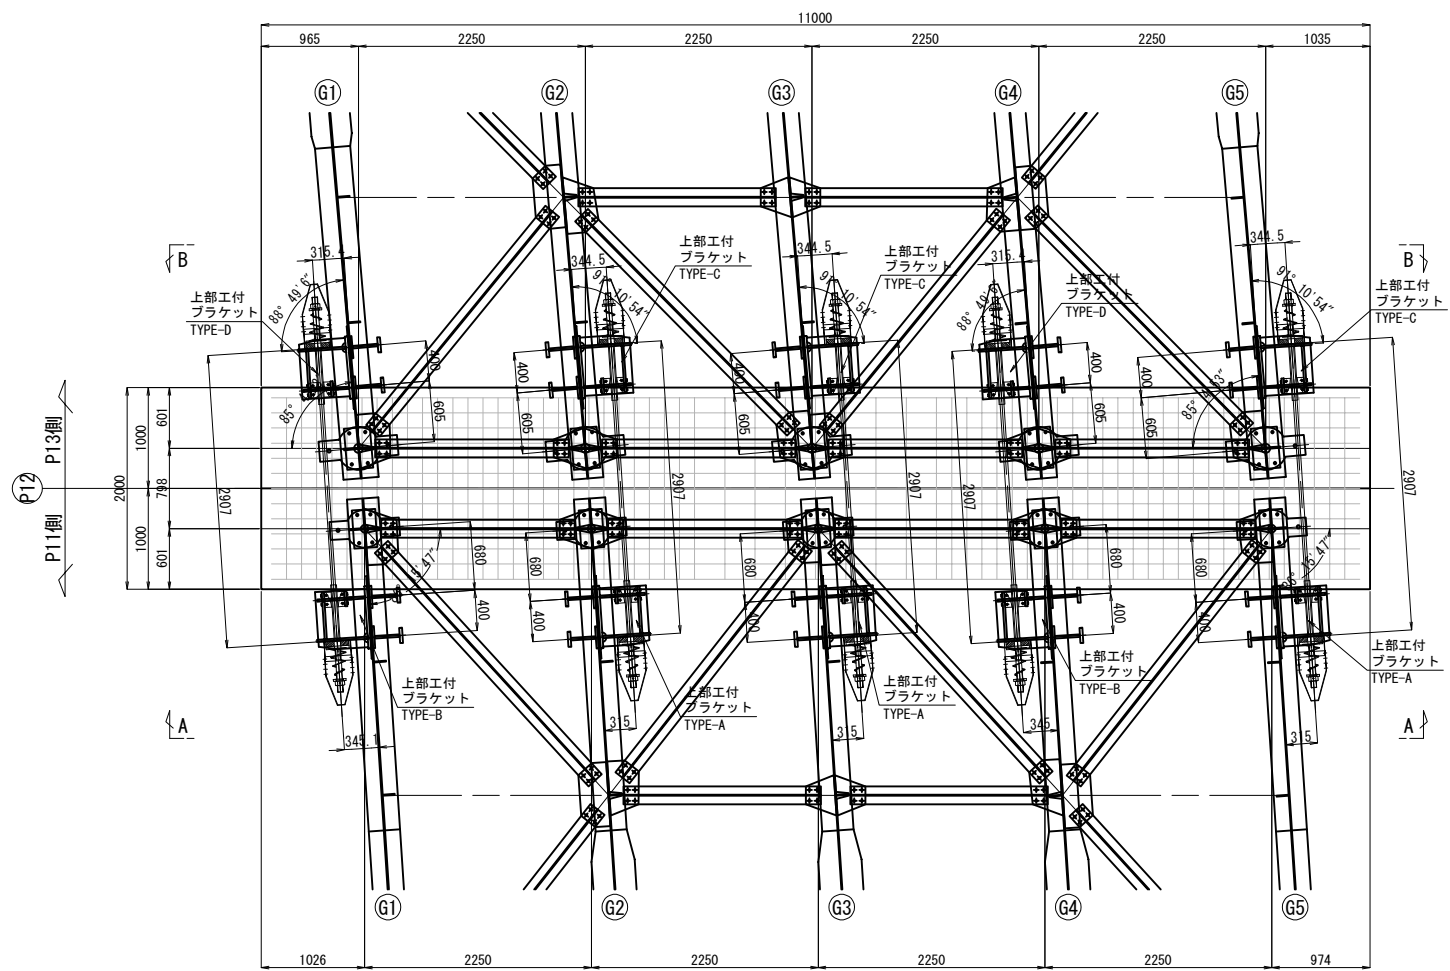 11000
965
2250
2250
2250
2250
1035
G1
G2
G3
G4
G5
B
B
315.4
344.5
344.5
315.4
344.5
88° 49′6″
91° 10′54″
91° 10′54″
88° 49′6″
91° 10′54″
上部工付
ブラケット
TYPE-D
上部工付
ブラケット
TYPE-C
上部工付
ブラケット
TYPE-C
上部工付
ブラケット
TYPE-D
上部工付
ブラケット
TYPE-C
400
400
400
400
400
605
605
605
605
605
85°
85°
P12
P13側
P11側
2000
1000
1000
601
798
601
2907
2907
2907
2907
2907
680
680
680
680
680
400
400
400
400
400
上部工付
ブラケット
TYPE-B
上部工付
ブラケット
TYPE-A
上部工付
ブラケット
TYPE-A
上部工付
ブラケット
TYPE-B
上部工付
ブラケット
TYPE-A
345.1
315
315
345
315
A
A
G1
G2
G3
G4
G5
1026
2250
2250
2250
2250
974